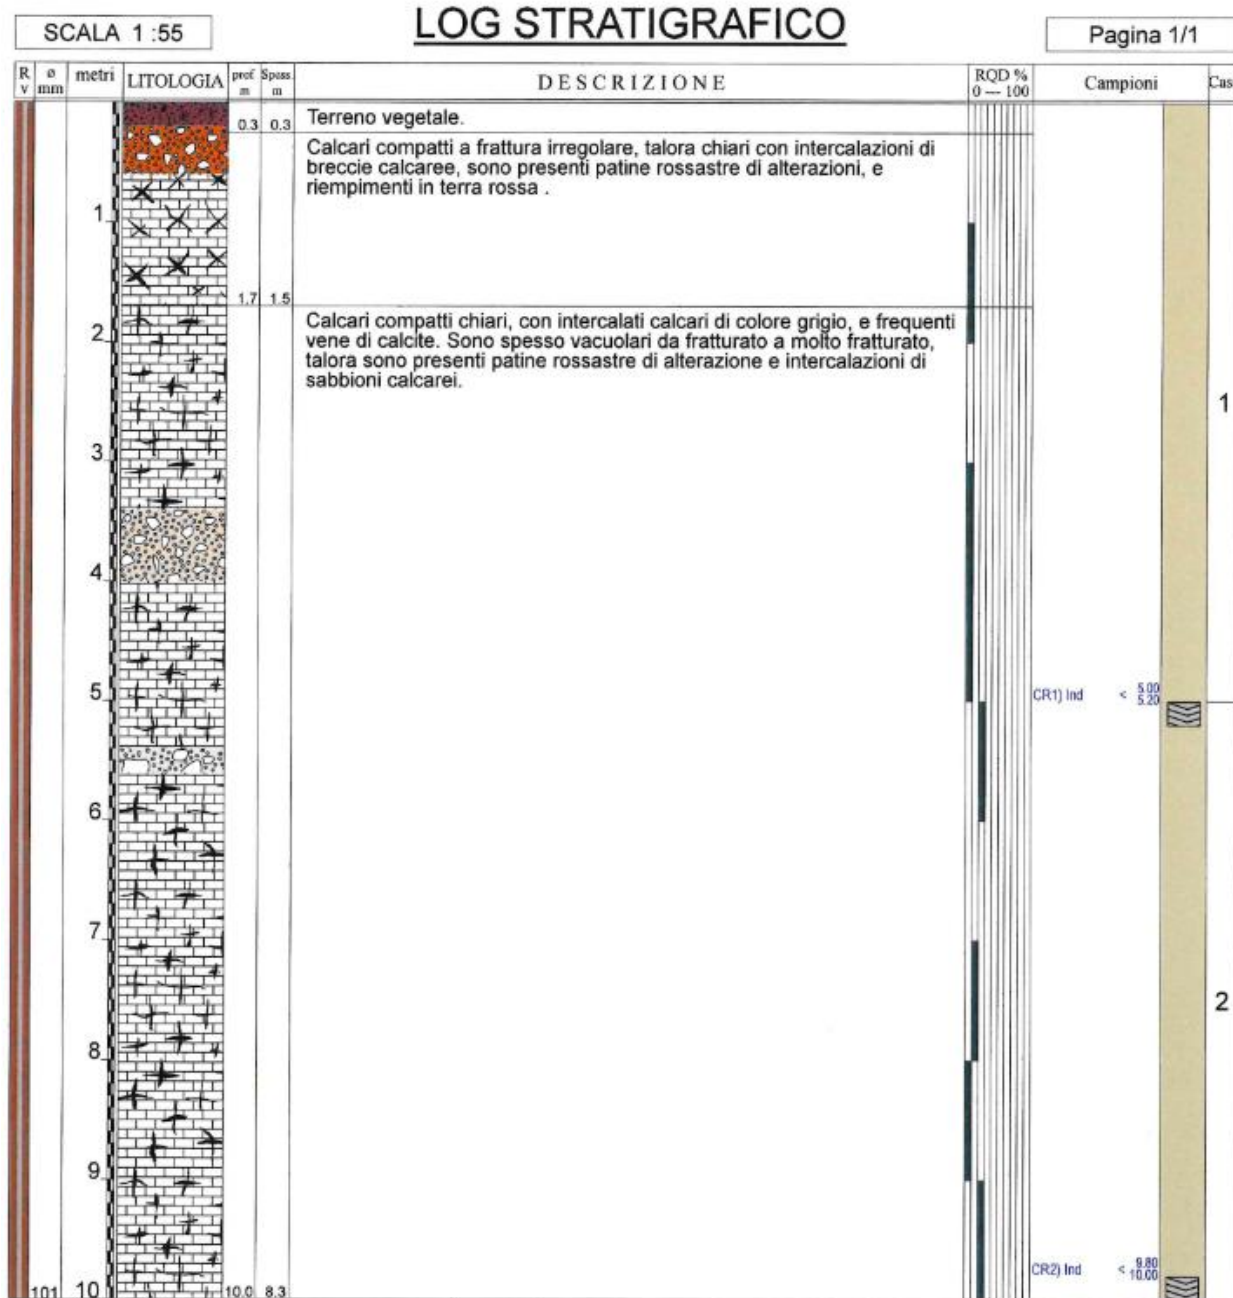 SCALA 1 :55
LOG STRATIGRAFICO
Pagina 1/1
R v
ø mm
metri
LITOLOGIA
prof m
Spess. m
DESCRIZIONE
RQD % 0 --- 100
Campioni
Cas
0.3 0.3
Terreno vegetale.
Calcari compatti a frattura irregolare, talora chiari con intercalazioni di
breccie calcaree, sono presenti patine rossastre di alterazioni, e
riempimenti in terra rossa .
1
1.7 1.5
Calcari compatti chiari, con intercalati calcari di colore grigio, e frequenti
vene di calcite. Sono spesso vacuolari da fratturato a molto fratturato,
talora sono presenti patine rossastre di alterazione e intercalazioni di
sabbioni calcarei.
2
1
3
4
5
CR1) Ind < 5.00
5.20
6
7
8
2
9
CR2) Ind < 9.80
10.00
101 10 10.0 8.3